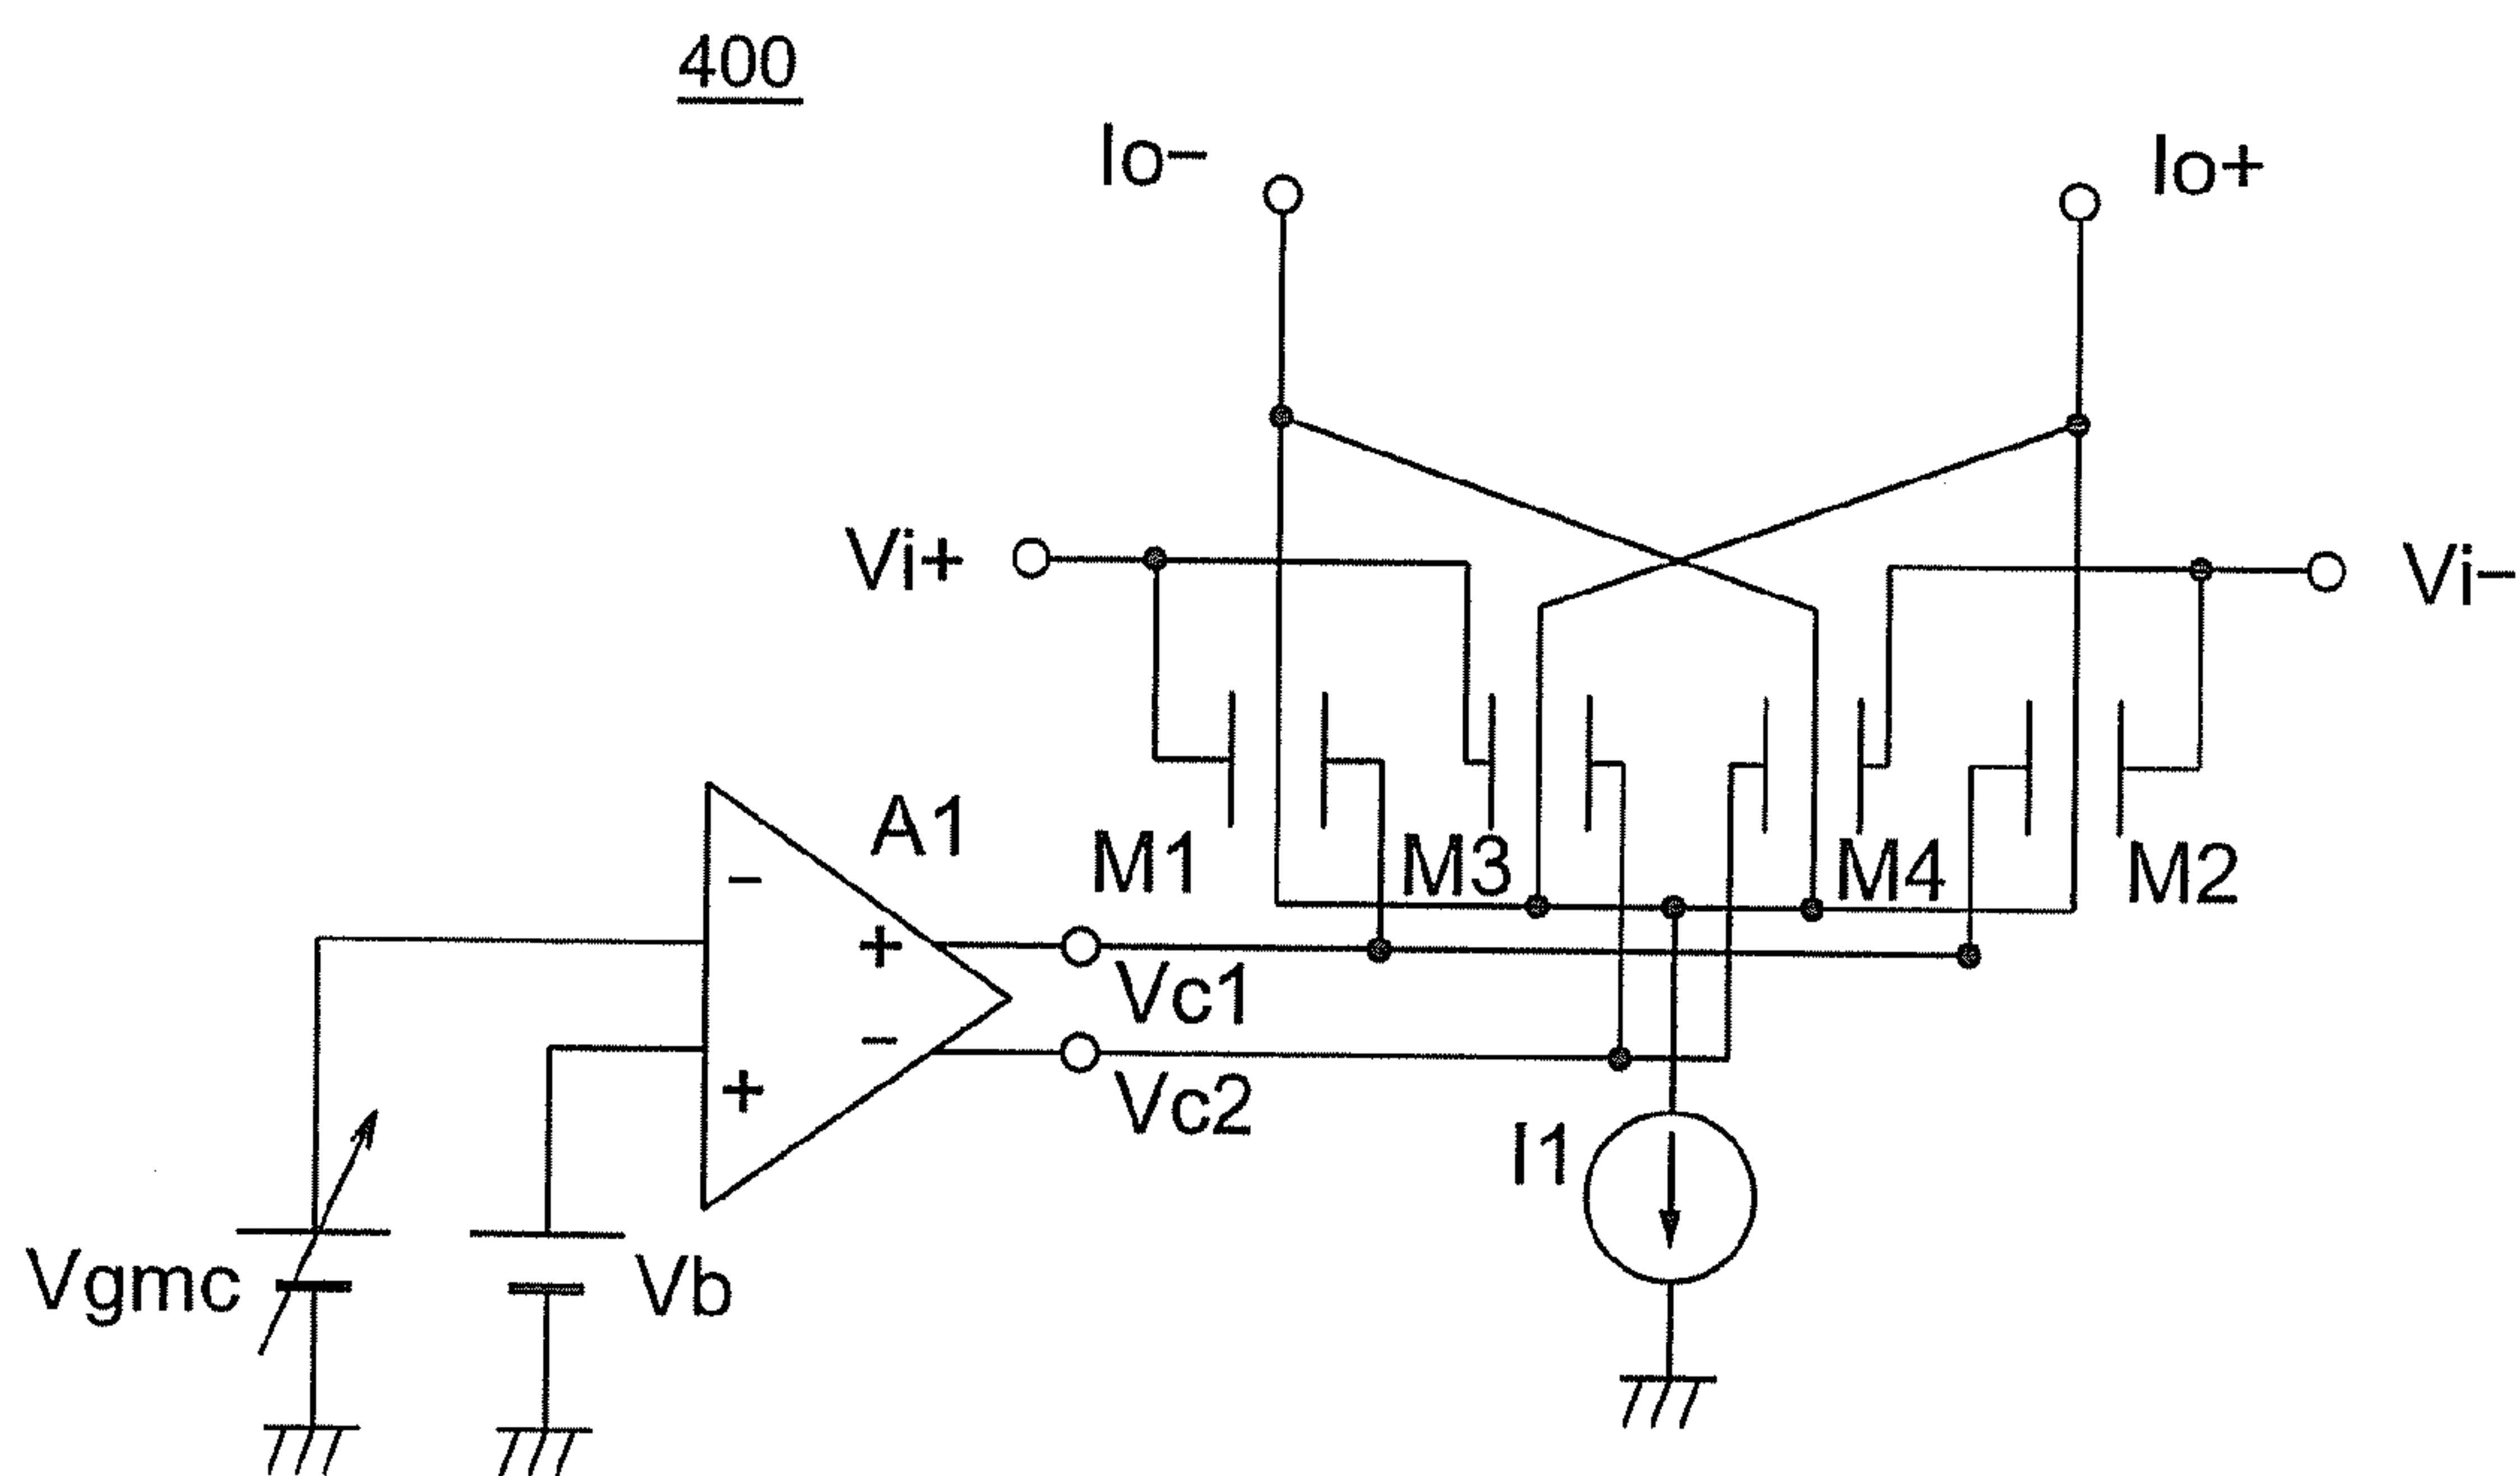 400
Io−
Io+
Vi+
Vi−
A1
M1
M3
M4
M2
−
+
Vc1
−
+
Vc2
I1
Vgmc
Vb